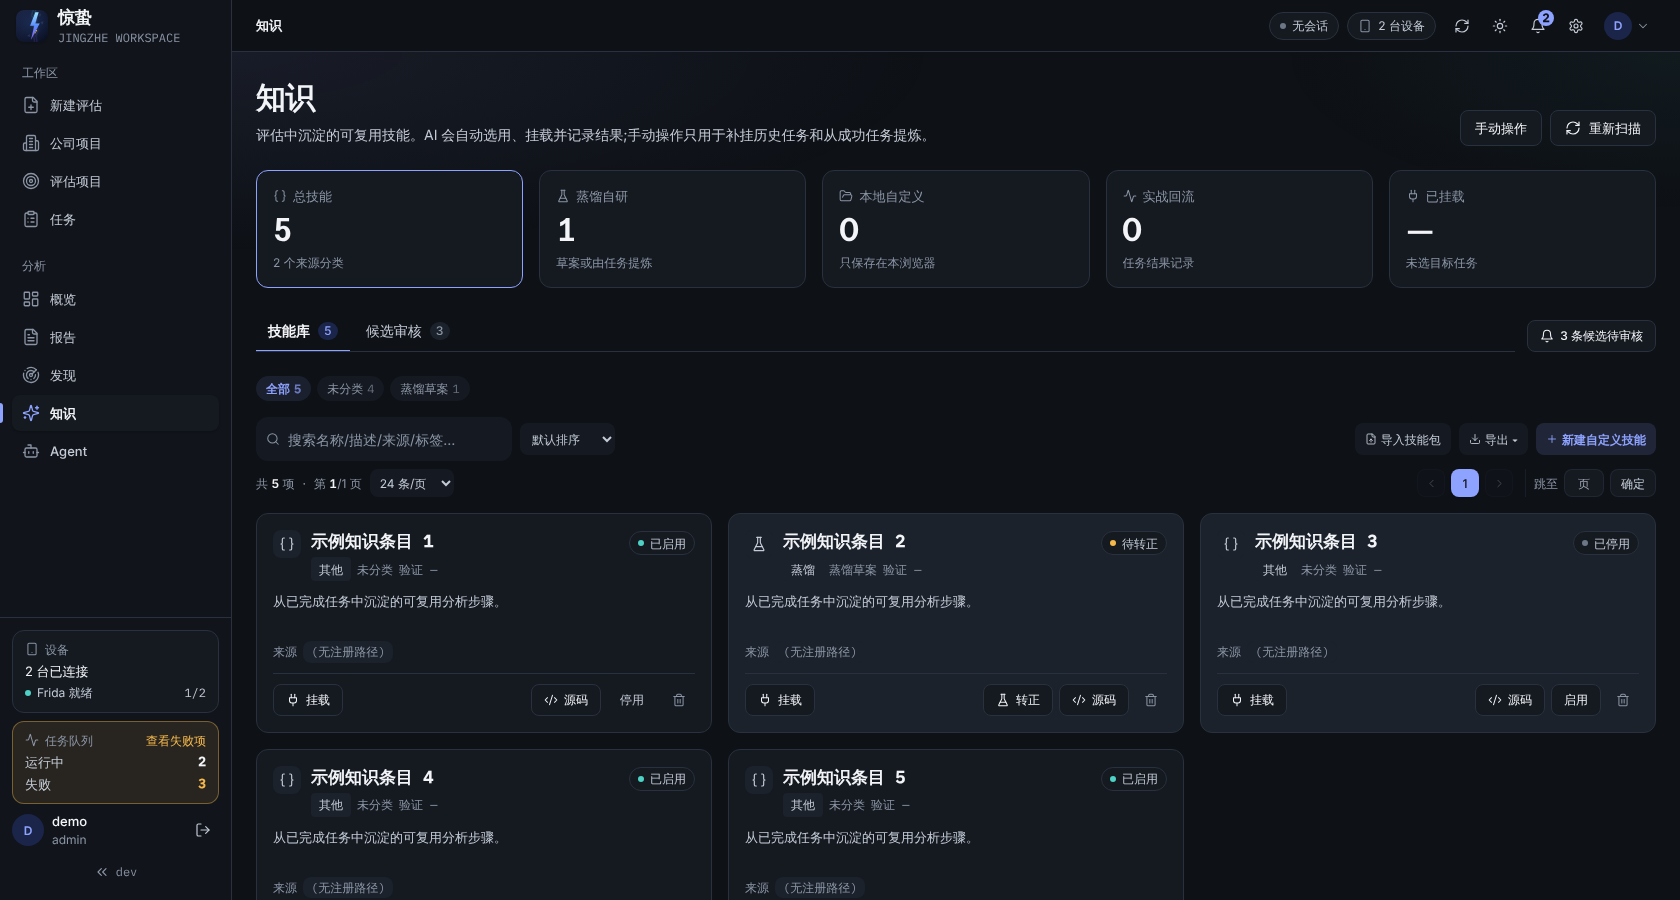 惊蛰
JINGZHE WORKSPACE
工作区
新建评估
公司项目
评估项目
任务
分析
概览
报告
发现
知识
Agent
设备
2 台已连接
Frida 就绪 1/2
任务队列 查看失败项
运行中 2
失败 3
D demo
admin
dev
知识
无会话
2 台设备
2
D
知识
评估中沉淀的可复用技能。AI 会自动选用、挂载并记录结果;手动操作只用于补挂历史任务和从成功任务提炼。
手动操作
重新扫描
总技能
5
2 个来源分类
蒸馏自研
1
草案或由任务提炼
本地自定义
0
只保存在本浏览器
实战回流
0
任务结果记录
已挂载
—
未选目标任务
技能库 5
候选审核 3
3 条候选待审核
全部 5
未分类 4
蒸馏草案 1
搜索名称/描述/来源/标签...
默认排序
导入技能包
导出
+ 新建自定义技能
共 5 项 · 第 1/1 页
24 条/页
1
跳至 页 确定
示例知识条目 1
已启用
其他 未分类 验证 —
从已完成任务中沉淀的可复用分析步骤。
来源 (无注册路径)
挂载 源码 停用
示例知识条目 2
待转正
蒸馏 蒸馏草案 验证 —
从已完成任务中沉淀的可复用分析步骤。
来源 (无注册路径)
挂载 转正 源码
示例知识条目 3
已停用
其他 未分类 验证 —
从已完成任务中沉淀的可复用分析步骤。
来源 (无注册路径)
挂载 源码 启用
示例知识条目 4
已启用
其他 未分类 验证 —
从已完成任务中沉淀的可复用分析步骤。
来源 (无注册路径)
示例知识条目 5
已启用
其他 未分类 验证 —
从已完成任务中沉淀的可复用分析步骤。
来源 (无注册路径)